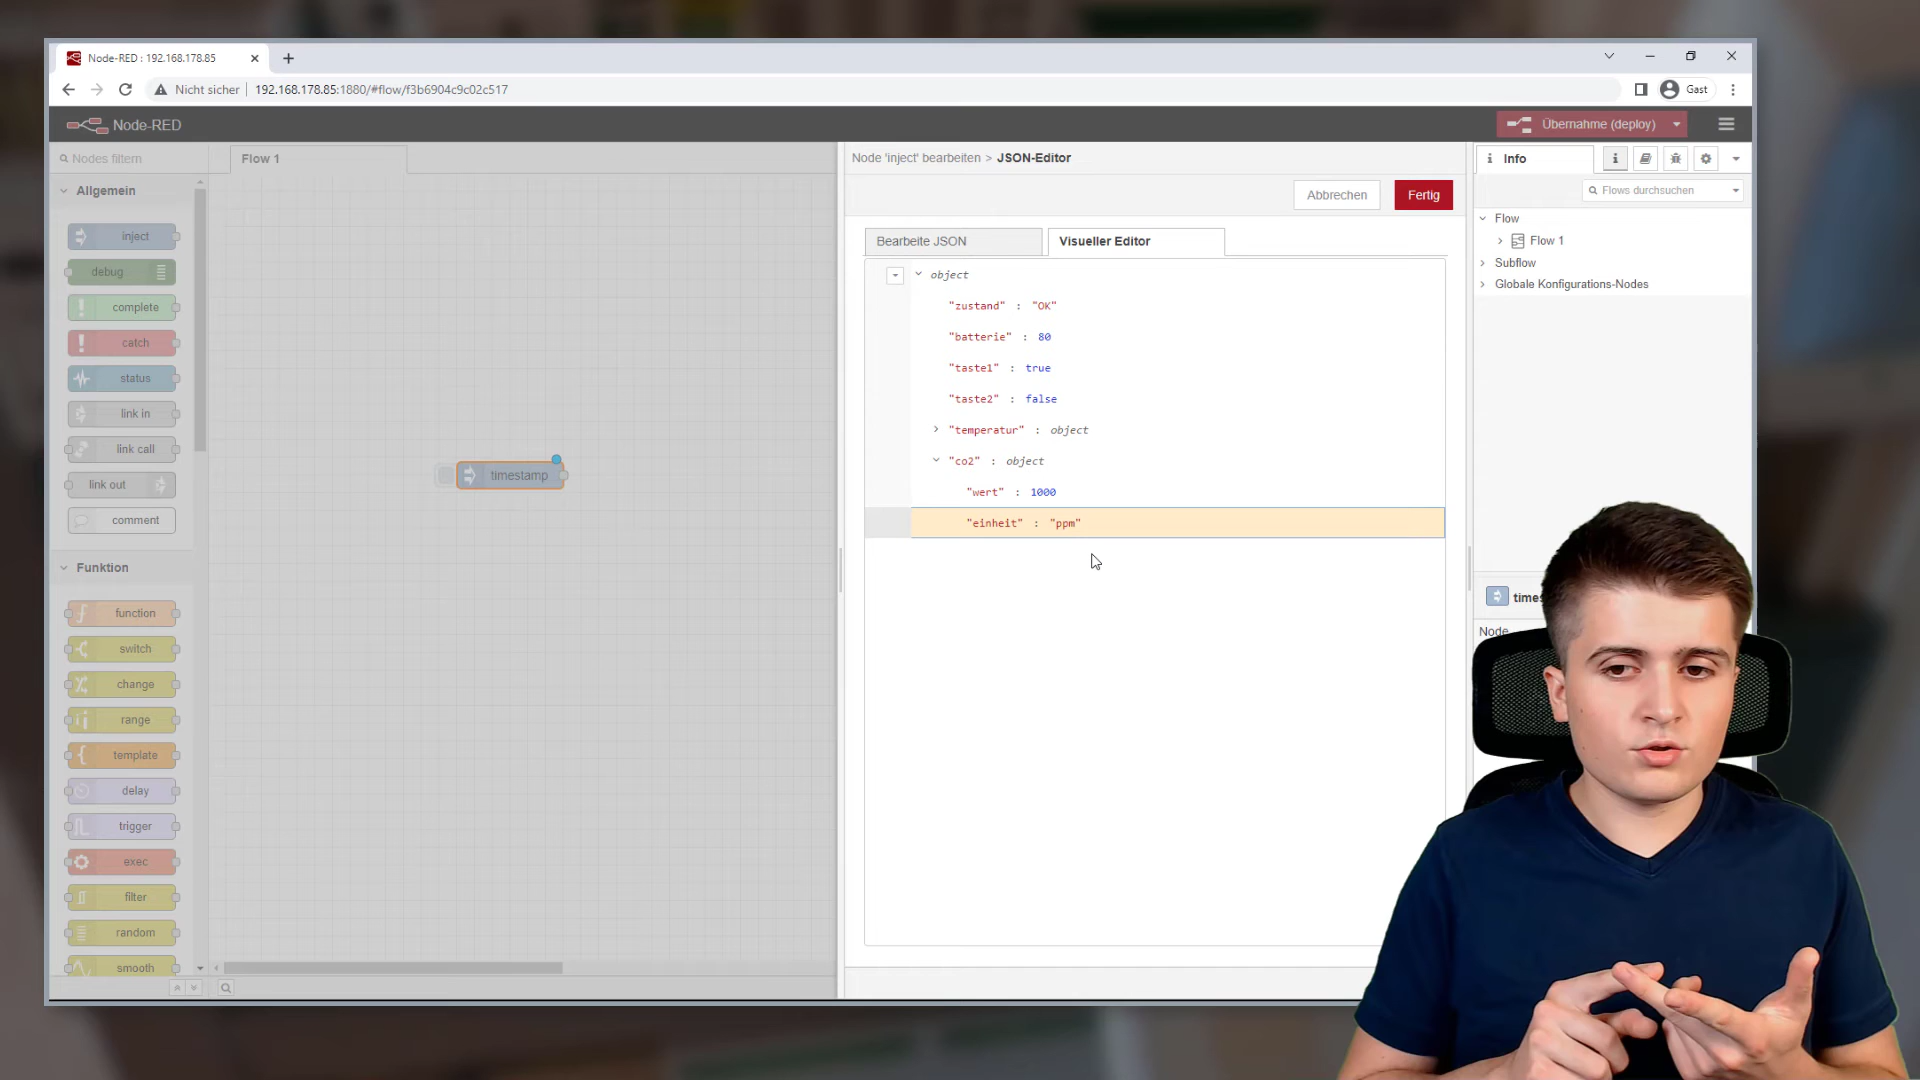 Node-RED : 192.168.178.85
Nicht sicher
192.168.178.85:1880/#flow/f3b6904c9c02c517
Gast
Node-RED
Übernahme (deploy)
Nodes filtern
Flow 1
Node 'inject' bearbeiten > JSON-Editor
Info
Abbrechen
Fertig
Flows durchsuchen
Allgemein
inject
debug
complete
catch
status
link in
link call
link out
comment
Funktion
function
switch
change
range
template
delay
trigger
exec
filter
random
smooth
timestamp
Bearbeite JSON
Visueller Editor
object
"zustand" : "OK"
"batterie" : 80
"taste1" : true
"taste2" : false
"temperatur" : object
"co2" : object
"wert" : 1000
"einheit" : "ppm"
Flow
Flow 1
Subflow
Globale Konfigurations-Nodes
Node